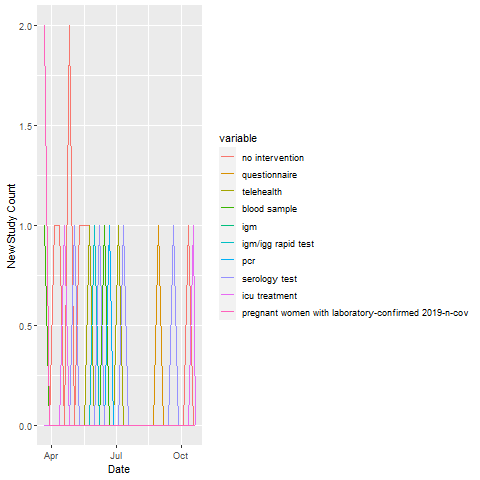 2.0
1.5
1.0
0.5
0.0
New Study Count
Apr
Jul
Oct
Date
variable
no intervention
questionnaire
telehealth
blood sample
igm
igm/igg rapid test
pcr
serology test
icu treatment
pregnant women with laboratory-confirmed 2019-n-cov